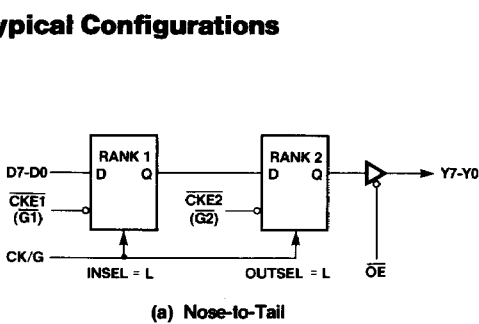 ypical Configurations
RANK 1
D Q
RANK 2
D Q
D7-D0
Y7-Y0
CKE1
(G1)
CKE2
(G2)
CK/G
INSEL = L
OUTSEL = L
OE
(a) Nose-to-Tail